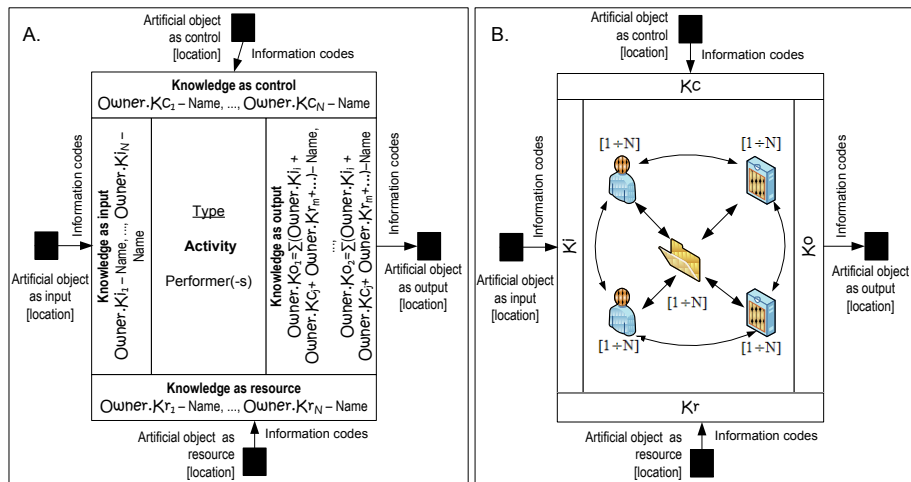 A.
Artificial object
as control
[location]
Information codes
Knowledge as control
Owner.Kc1 – Name, ..., Owner.KcN – Name
Information codes
Artificial object
as input
[location]
Knowledge as input
Owner.Ki1 – Name, ..., Owner.KiN –
Name
Type
Activity
Performer(-s)
Knowledge as output
Owner.Ko1=Σ(Owner.Ki1 +
Owner.Kcj+ Owner.Krm+...)–Name,
...,
Owner.Ko2=Σ(Owner.Ki1 +
Owner.Kcj+ Owner.Krm+...)–Name
Information codes
Artificial object
as output
[location]
Knowledge as resource
Owner.Kr1 – Name, ..., Owner.KrN – Name
Artificial object as
resource
[location]
Information codes
B.
Artificial object
as control
[location]
Information codes
Kc
Information codes
Artificial object
as input
[location]
Ki
[1÷N]
[1÷N]
[1÷N]
[1÷N]
[1÷N]
Ko
Information codes
Artificial object
as output
[location]
Kr
Artificial object as
resource
[location]
Information codes